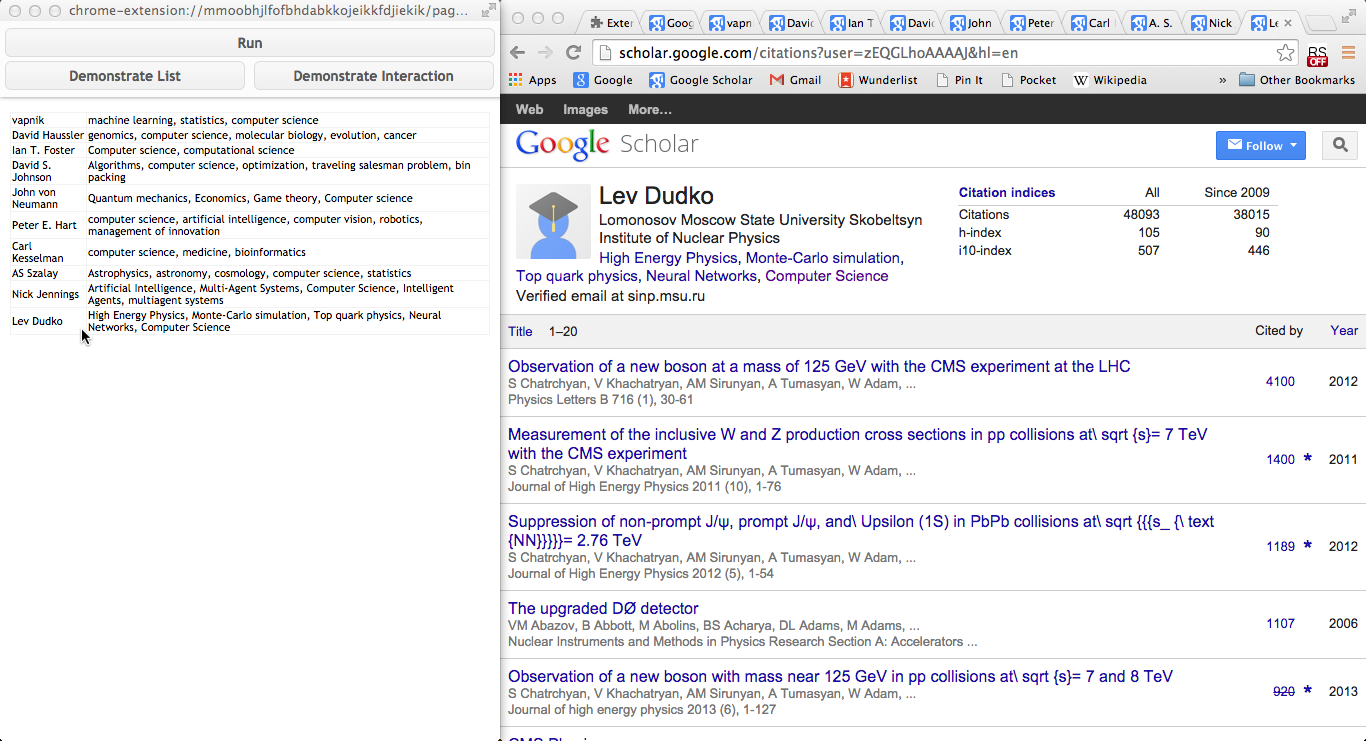 chrome-extension://mmoobhjlfofbhdabkkojeikkfdjiekik/pag...
Run
Demonstrate List
Demonstrate Interaction
vapnik machine learning, statistics, computer science
David Haussler genomics, computer science, molecular biology, evolution, cancer
Ian T. Foster Computer science, computational science
David S. Johnson Algorithms, computer science, optimization, traveling salesman problem, bin
packing
John von Neumann Quantum mechanics, Economics, Game theory, Computer science
Peter E. Hart computer science, artificial intelligence, computer vision, robotics,
management of innovation
Carl Kesselman computer science, medicine, bioinformatics
AS Szalay Astrophysics, astronomy, cosmology, computer science, statistics
Nick Jennings Artificial Intelligence, Multi-Agent Systems, Computer Science, Intelligent
Agents, multiagent systems
Lev Dudko High Energy Physics, Monte-Carlo simulation, Top quark physics, Neural
Networks, Computer Science
Exter Goog vapn David Ian T David John Peter Carl A. S. Nick Le
scholar.google.com/citations?user=zEQGLhoAAAAJ&hl=en
RS OFF
Apps Google Google Scholar Gmail Wunderlist Pin It Pocket Wikipedia » Other Bookmarks
Web Images More...
Google Scholar
Follow
Lev Dudko
Lomonosov Moscow State University Skobeltsyn
Institute of Nuclear Physics
High Energy Physics, Monte-Carlo simulation,
Top quark physics, Neural Networks, Computer Science
Verified email at sinp.msu.ru
Citation indices All Since 2009
Citations 48093 38015
h-index 105 90
i10-index 507 446
Title 1–20 Cited by Year
Observation of a new boson at a mass of 125 GeV with the CMS experiment at the LHC
S Chatrchyan, V Khachatryan, AM Sirunyan, A Tumasyan, W Adam, ...
Physics Letters B 716 (1), 30-61
4100 2012
Measurement of the inclusive W and Z production cross sections in pp collisions at\ sqrt {s}= 7 TeV
with the CMS experiment
S Chatrchyan, V Khachatryan, AM Sirunyan, A Tumasyan, W Adam, ...
Journal of High Energy Physics 2011 (10), 1-76
1400 * 2011
Suppression of non-prompt J/ψ, prompt J/ψ, and\ Upsilon (1S) in PbPb collisions at\ sqrt {{{s_ {\ text
{NN}}}}}= 2.76 TeV
S Chatrchyan, V Khachatryan, AM Sirunyan, A Tumasyan, W Adam, ...
Journal of High Energy Physics 2012 (5), 1-54
1189 * 2012
The upgraded DØ detector
VM Abazov, B Abbott, M Abolins, BS Acharya, DL Adams, M Adams, ...
Nuclear Instruments and Methods in Physics Research Section A: Accelerators ...
1107 2006
Observation of a new boson with mass near 125 GeV in pp collisions at\ sqrt {s}= 7 and 8 TeV
S Chatrchyan, V Khachatryan, AM Sirunyan, A Tumasyan, W Adam, ...
Journal of high energy physics 2013 (6), 1-127
920 * 2013